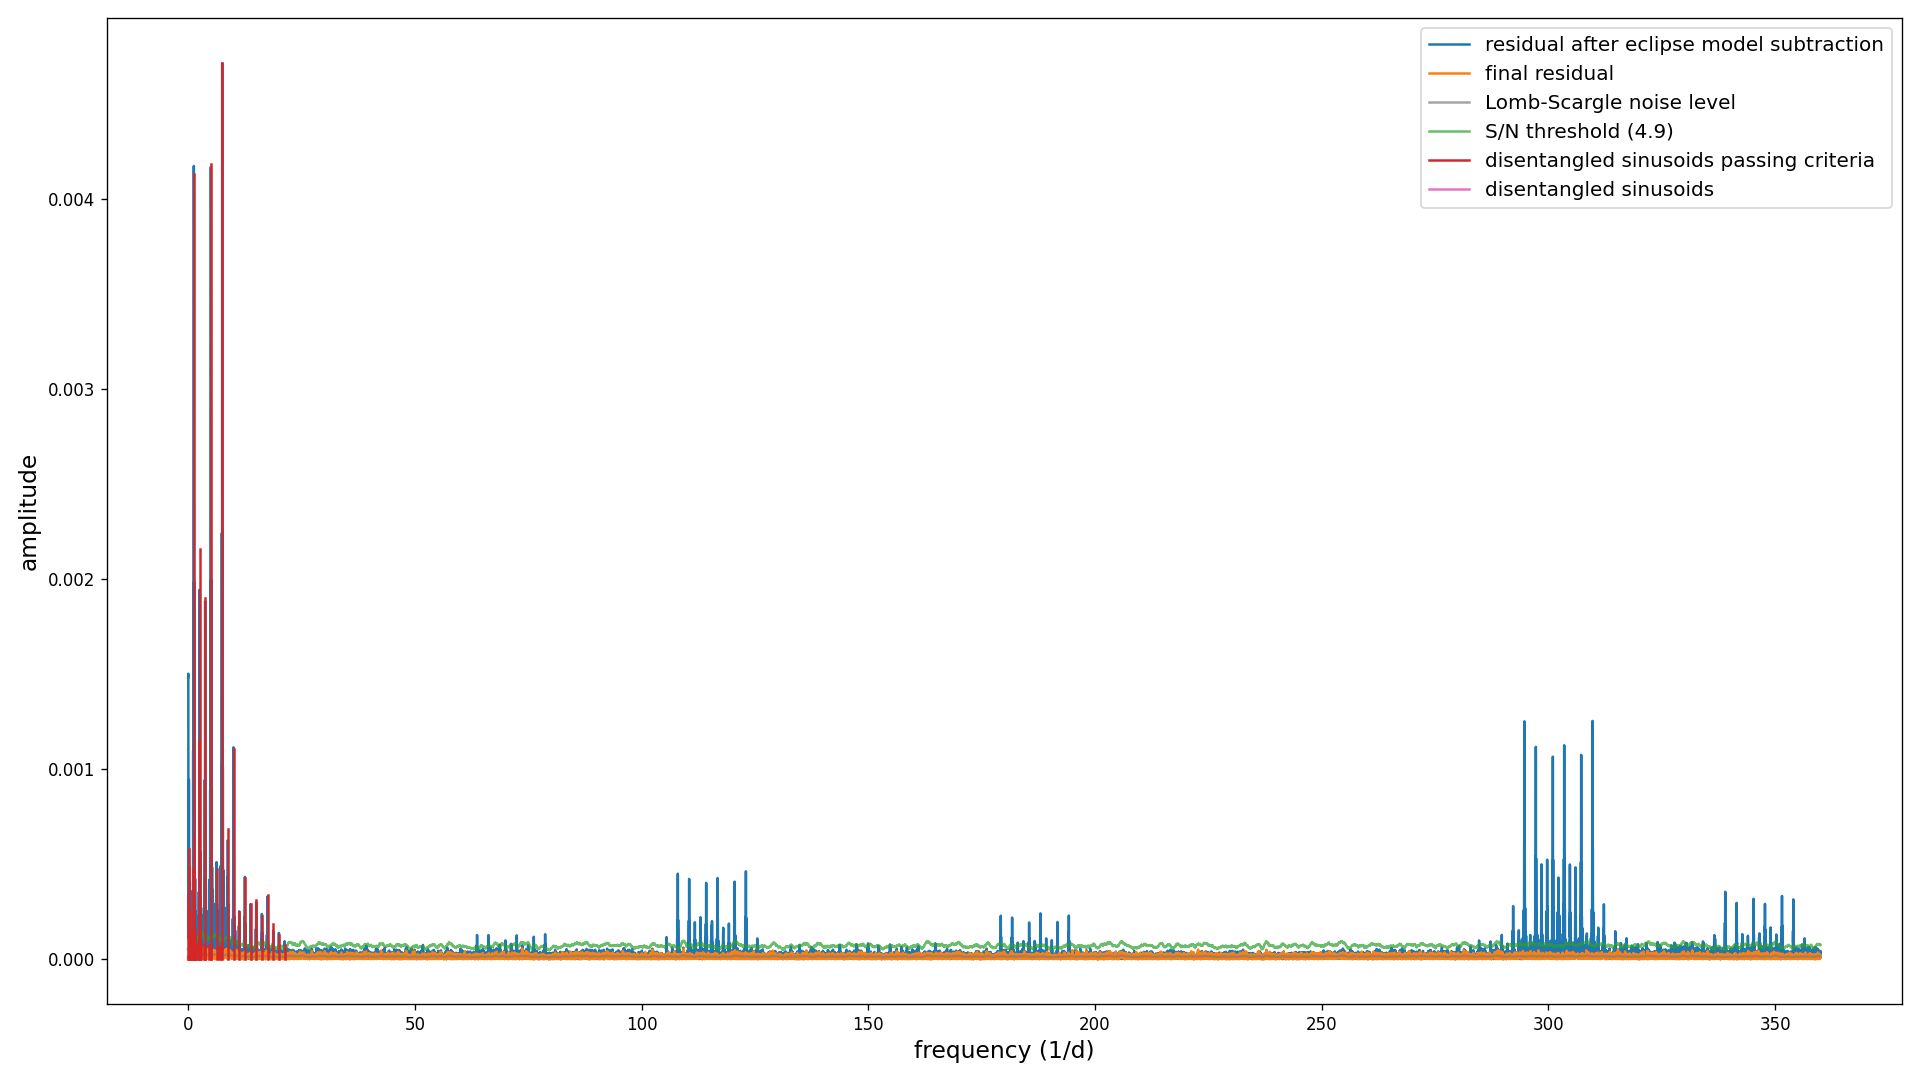 residual after eclipse model subtraction
final residual
Lomb-Scargle noise level
S/N threshold (4.9)
disentangled sinusoids passing criteria
disentangled sinusoids
amplitude
0.004
0.003
0.002
0.001
0.000
0 50 100 150 200 250 300 350
frequency (1/d)